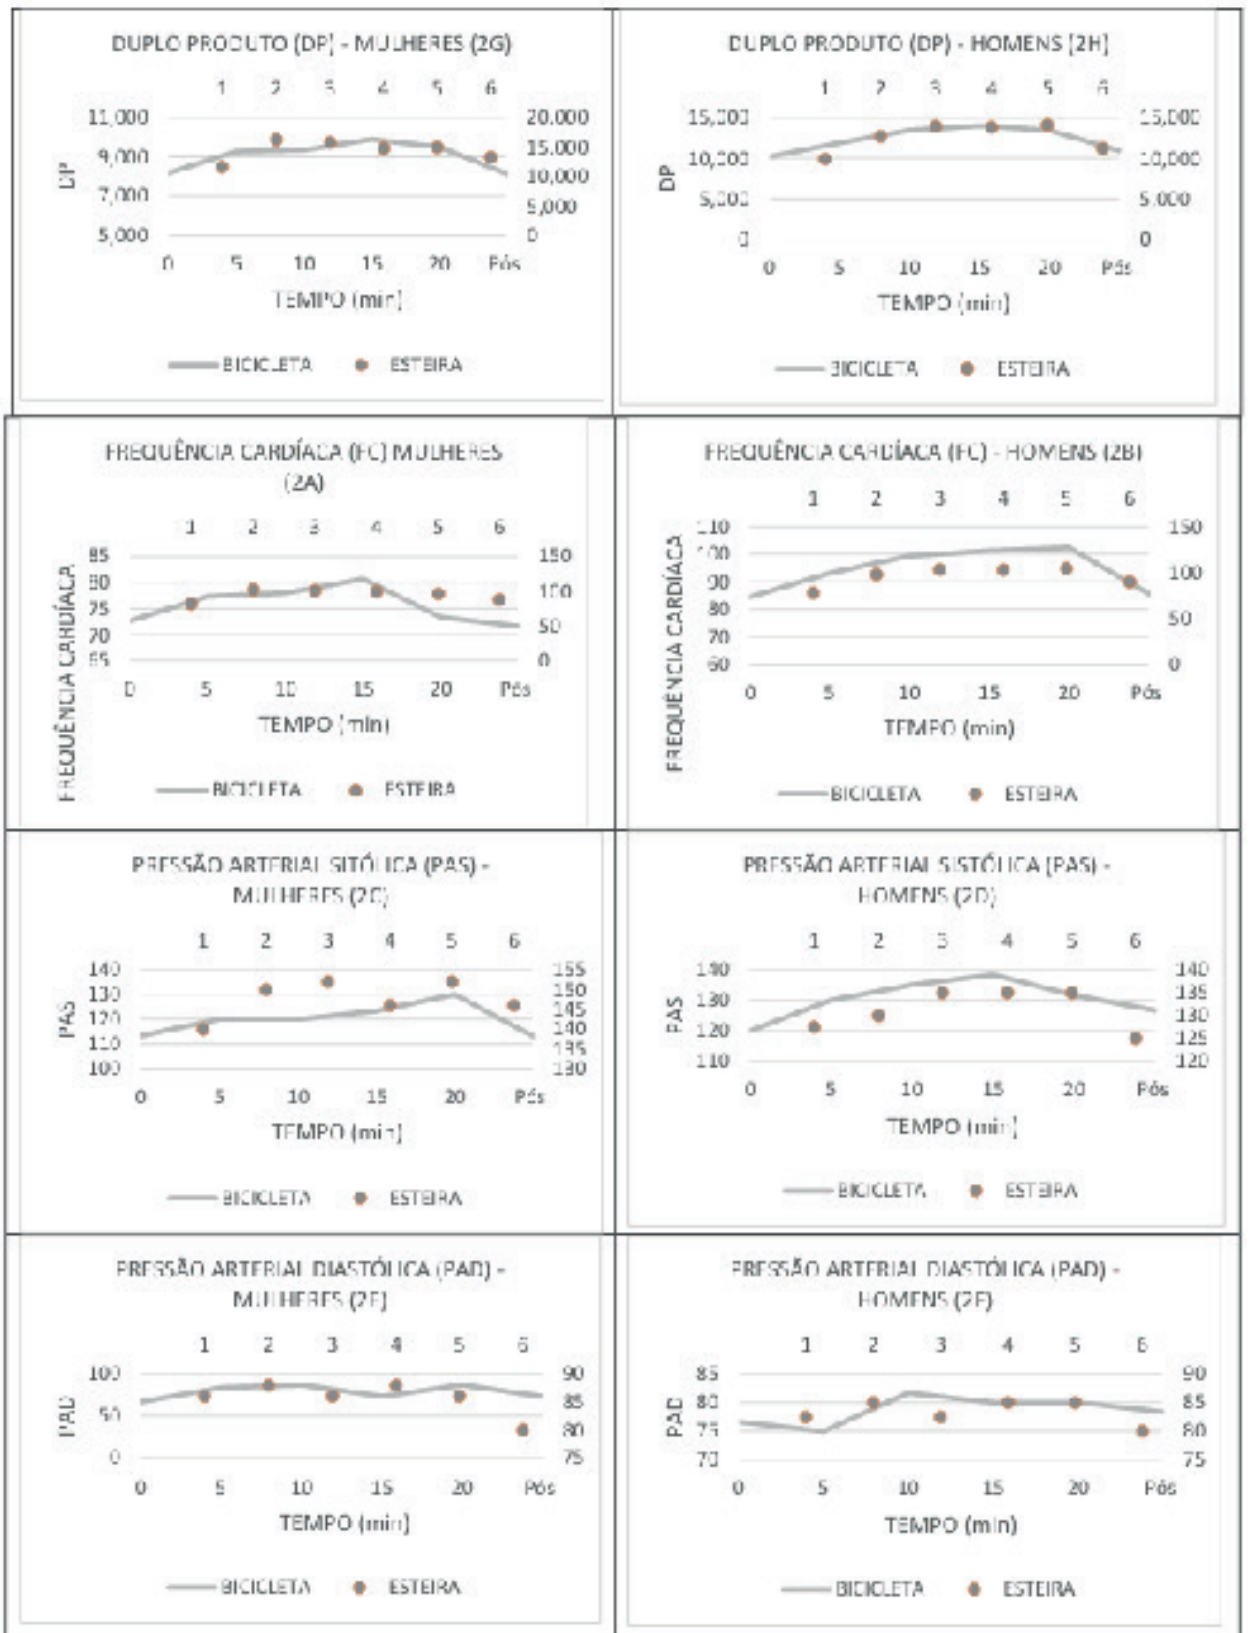 DUPLO PRODUTO (DP) - MULHERES (2G)
1 2 3 4 5 6
11,000 20.000
9,000 15.000
10,000
7,000 5,000
5,000 0
DP
0 5 10 15 20 Pós
TEMPO (min)
BICICLETA ESTEIRA
DUPLO PRODUTO (DP) - HOMENS (2H)
1 2 3 4 5 6
15,000 15,000
10,000 10,000
5,000 5,000
0 0
DP
0 5 10 15 20 Pós
TEMPO (min)
BICICLETA ESTEIRA
FREQUÊNCIA CARDÍACA (FC) MULHERES
(2A)
1 2 3 4 5 6
85 150
80 100
75
70 50
65 0
FREQUÊNCIA CARDÍACA
0 5 10 15 20 Pós
TEMPO (min)
BICICLETA ESTEIRA
FREQUÊNCIA CARDÍACA (FC) - HOMENS (2B)
1 2 3 4 5 6
110 150
100 100
90
80 50
70
60 0
FREQUÊNCIA CARDÍACA
0 5 10 15 20 Pós
TEMPO (min)
BICICLETA ESTEIRA
PRESSÃO ARTERIAL SITÓLICA (PAS) -
MULHERES (2C)
1 2 3 4 5 6
140 155
130 150
145
120 140
110 135
100 130
PAS
0 5 10 15 20 Pós
TEMPO (min)
BICICLETA ESTEIRA
PRESSÃO ARTERIAL SISTÓLICA (PAS) -
HOMENS (2D)
1 2 3 4 5 6
140 140
135
130 130
120 125
110 120
PAS
0 5 10 15 20 Pós
TEMPO (min)
BICICLETA ESTEIRA
PRESSÃO ARTERIAL DIASTÓLICA (PAD) -
MULHERES (2E)
1 2 3 4 5 6
100 90
85
50 80
0 75
PAD
0 5 10 15 20 Pós
TEMPO (min)
BICICLETA ESTEIRA
PRESSÃO ARTERIAL DIASTÓLICA (PAD) -
HOMENS (2F)
1 2 3 4 5 6
85 90
80 85
75 80
70 75
PAD
0 5 10 15 20 Pós
TEMPO (min)
BICICLETA ESTEIRA